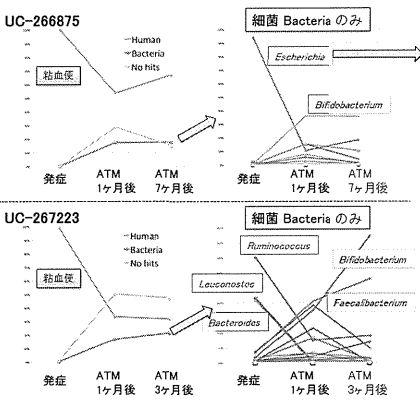 UC-266875
Human
Bacteria
No hits
粘血便
発症
ATM
1ヶ月後
ATM
7ヶ月後
細菌 Bacteria のみ
Escherichia
Bifidobacterium
発症
ATM
1ヶ月後
ATM
7ヶ月後
UC-267223
Human
Bacteria
No hits
粘血便
発症
ATM
1ヶ月後
ATM
3ヶ月後
細菌 Bacteria のみ
Ruminococcus
Bifidobacterium
Leuconostoc
Faecalibacterium
Bacteroides
発症
ATM
1ヶ月後
ATM
3ヶ月後